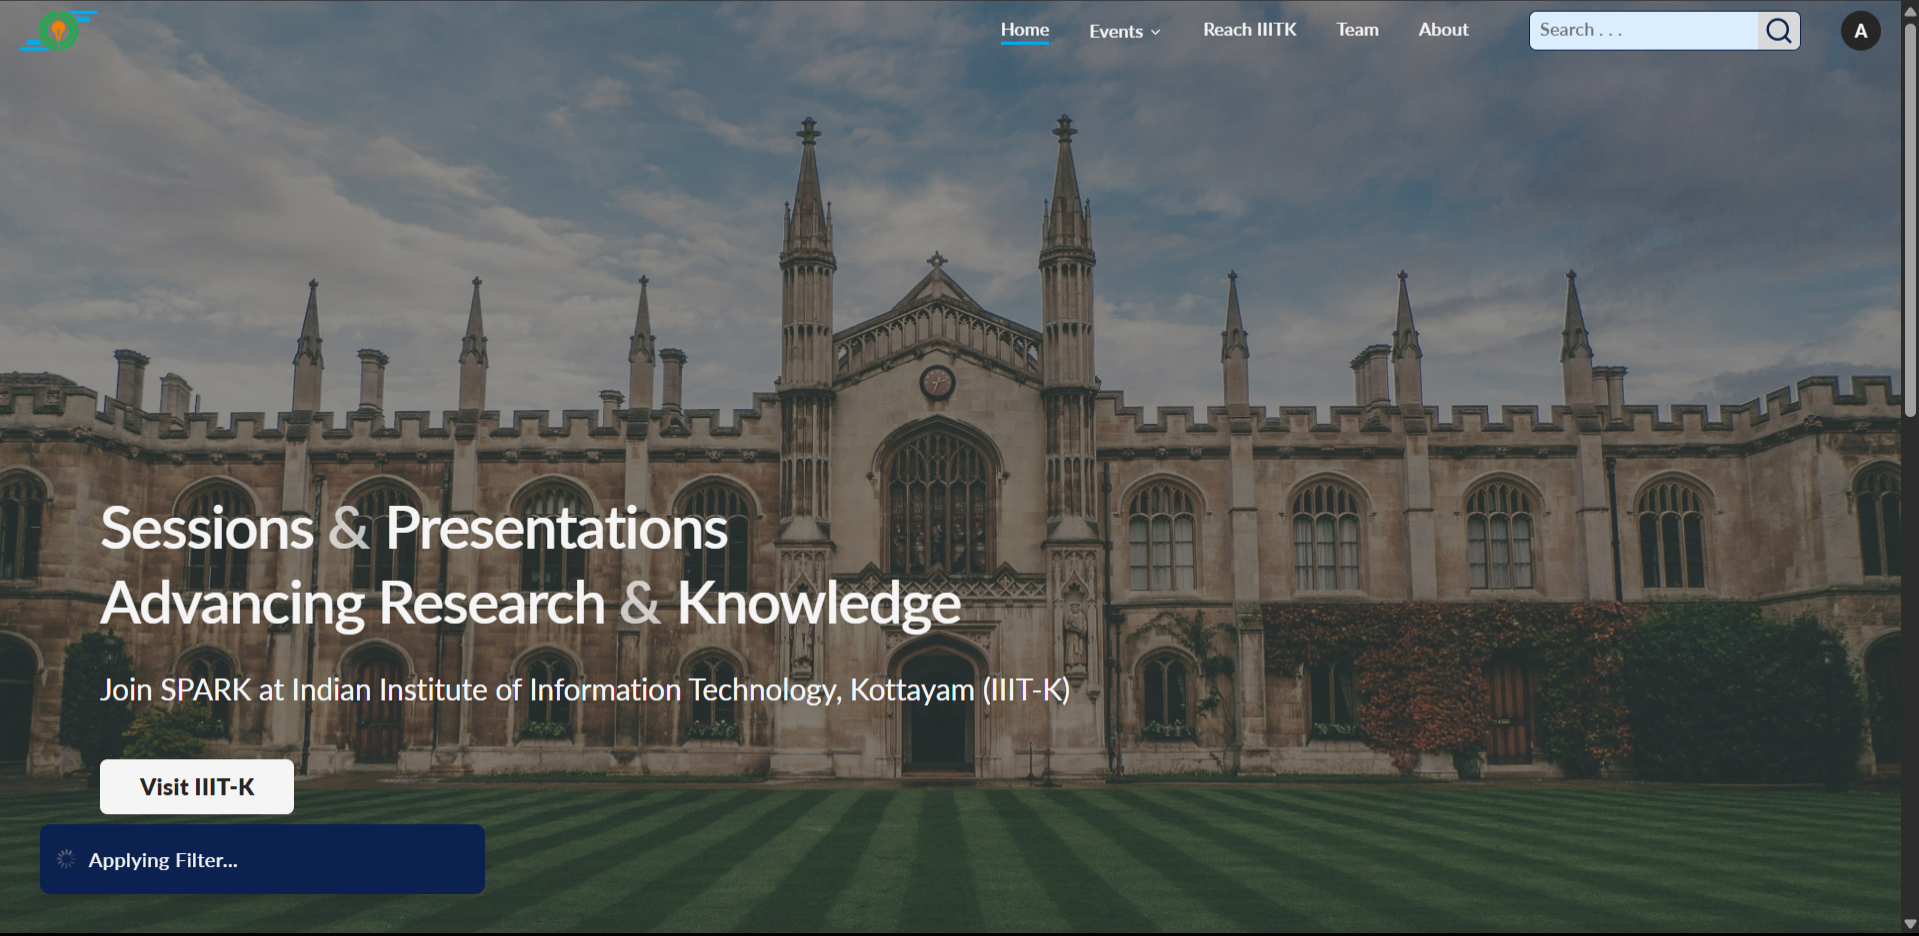 Home
Events
Reach IIITK
Team
About
Search . . .
A
Sessions & Presentations
Advancing Research & Knowledge
Join SPARK at Indian Institute of Information Technology, Kottayam (IIIT-K)
Visit IIIT-K
Applying Filter...